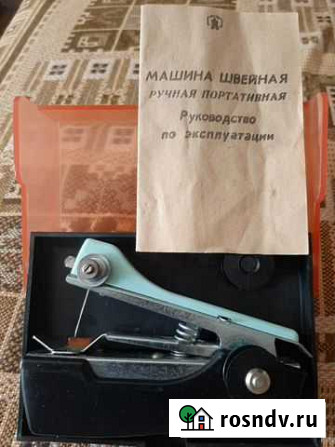 МАШИНА ШВЕЙНАЯ
РУЧНАЯ ПОРТАТИВНАЯ
Руководство
по эксплуатации
rosndv.ru